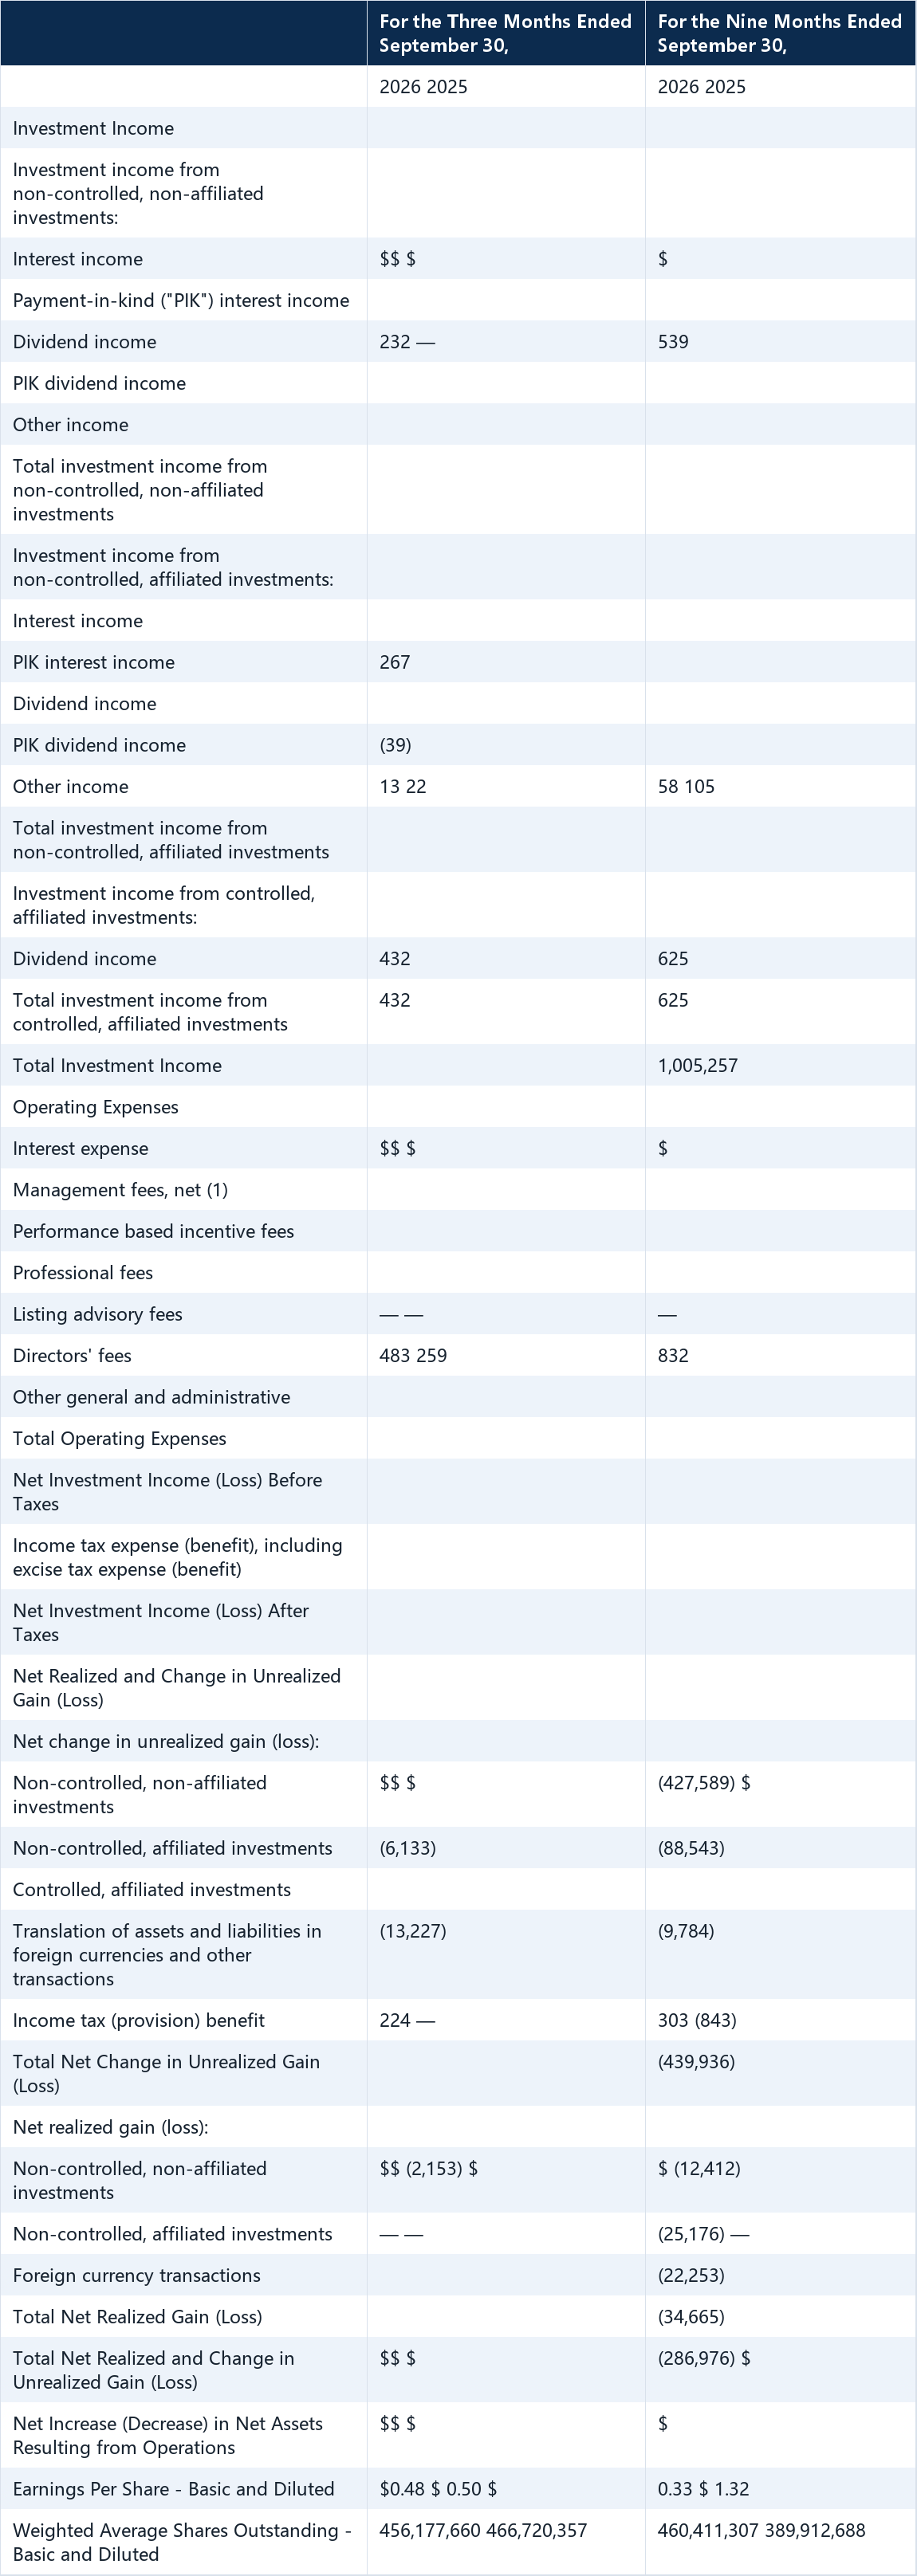 For the Three Months Ended September 30, For the Nine Months Ended September 30,
2026 2025 2026 2025
Investment Income
Investment income from
non-controlled, non-affiliated
investments:
Interest income $$ $ $
Payment-in-kind ("PIK") interest income
Dividend income 232 — 539
PIK dividend income
Other income
Total investment income from
non-controlled, non-affiliated
investments
Investment income from
non-controlled, affiliated investments:
Interest income
PIK interest income 267
Dividend income
PIK dividend income (39)
Other income 13 22 58 105
Total investment income from
non-controlled, affiliated investments
Investment income from controlled,
affiliated investments:
Dividend income 432 625
Total investment income from 432 625
controlled, affiliated investments
Total Investment Income 1,005,257
Operating Expenses
Interest expense $$ $ $
Management fees, net (1)
Performance based incentive fees
Professional fees
Listing advisory fees — — —
Directors' fees 483 259 832
Other general and administrative
Total Operating Expenses
Net Investment Income (Loss) Before
Taxes
Income tax expense (benefit), including
excise tax expense (benefit)
Net Investment Income (Loss) After
Taxes
Net Realized and Change in Unrealized
Gain (Loss)
Net change in unrealized gain (loss):
Non-controlled, non-affiliated $$ $ (427,589) $
investments
Non-controlled, affiliated investments (6,133) (88,543)
Controlled, affiliated investments
Translation of assets and liabilities in (13,227) (9,784)
foreign currencies and other
transactions
Income tax (provision) benefit 224 — 303 (843)
Total Net Change in Unrealized Gain (439,936)
(Loss)
Net realized gain (loss):
Non-controlled, non-affiliated $$ (2,153) $ $ (12,412)
investments
Non-controlled, affiliated investments — — (25,176) —
Foreign currency transactions (22,253)
Total Net Realized Gain (Loss) (34,665)
Total Net Realized and Change in $$ $ (286,976) $
Unrealized Gain (Loss)
Net Increase (Decrease) in Net Assets $$ $ $
Resulting from Operations
Earnings Per Share - Basic and Diluted $0.48 $ 0.50 $ 0.33 $ 1.32
Weighted Average Shares Outstanding - 456,177,660 466,720,357 460,411,307 389,912,688
Basic and Diluted